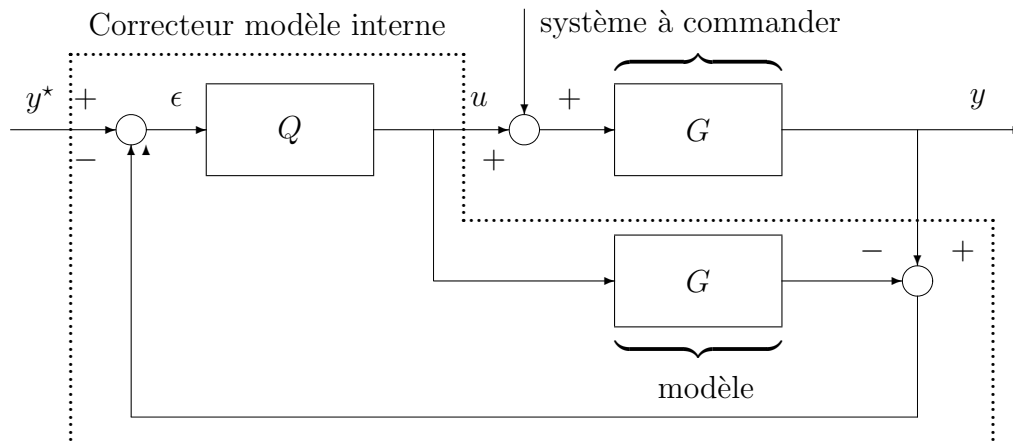 Correcteur modèle interne
système à commander
y⋆ + ϵ Q u + G y
− +
− G +
modèle